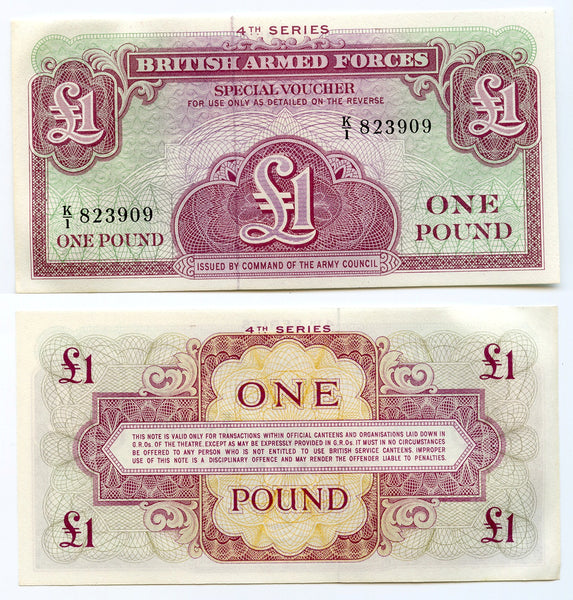 4TH SERIES
BRITISH ARMED FORCES
SPECIAL VOUCHER
FOR USE ONLY AS DETAILED ON THE REVERSE
£1 £1
K/1 823909
£1
K/1 823909
ONE POUND
ONE
POUND
ISSUED BY COMMAND OF THE ARMY COUNCIL
4TH SERIES
£1 £1
ONE
THIS NOTE IS VALID ONLY FOR TRANSACTIONS WITHIN OFFICIAL CANTEENS AND ORGANISATIONS LAID DOWN IN
G.R.Os. OF THE THEATRE, EXCEPT AS MAY BE EXPRESSLY PROVIDED IN G.R.Os. IT MUST IN NO CIRCUMSTANCES
BE OFFERED TO ANY PERSON WHO IS NOT ENTITLED TO USE BRITISH SERVICE CANTEENS. IMPROPER
USE OF THIS NOTE IS A DISCIPLINARY OFFENCE AND MAY RENDER THE OFFENDER LIABLE TO PENALTIES.
POUND
£1 £1